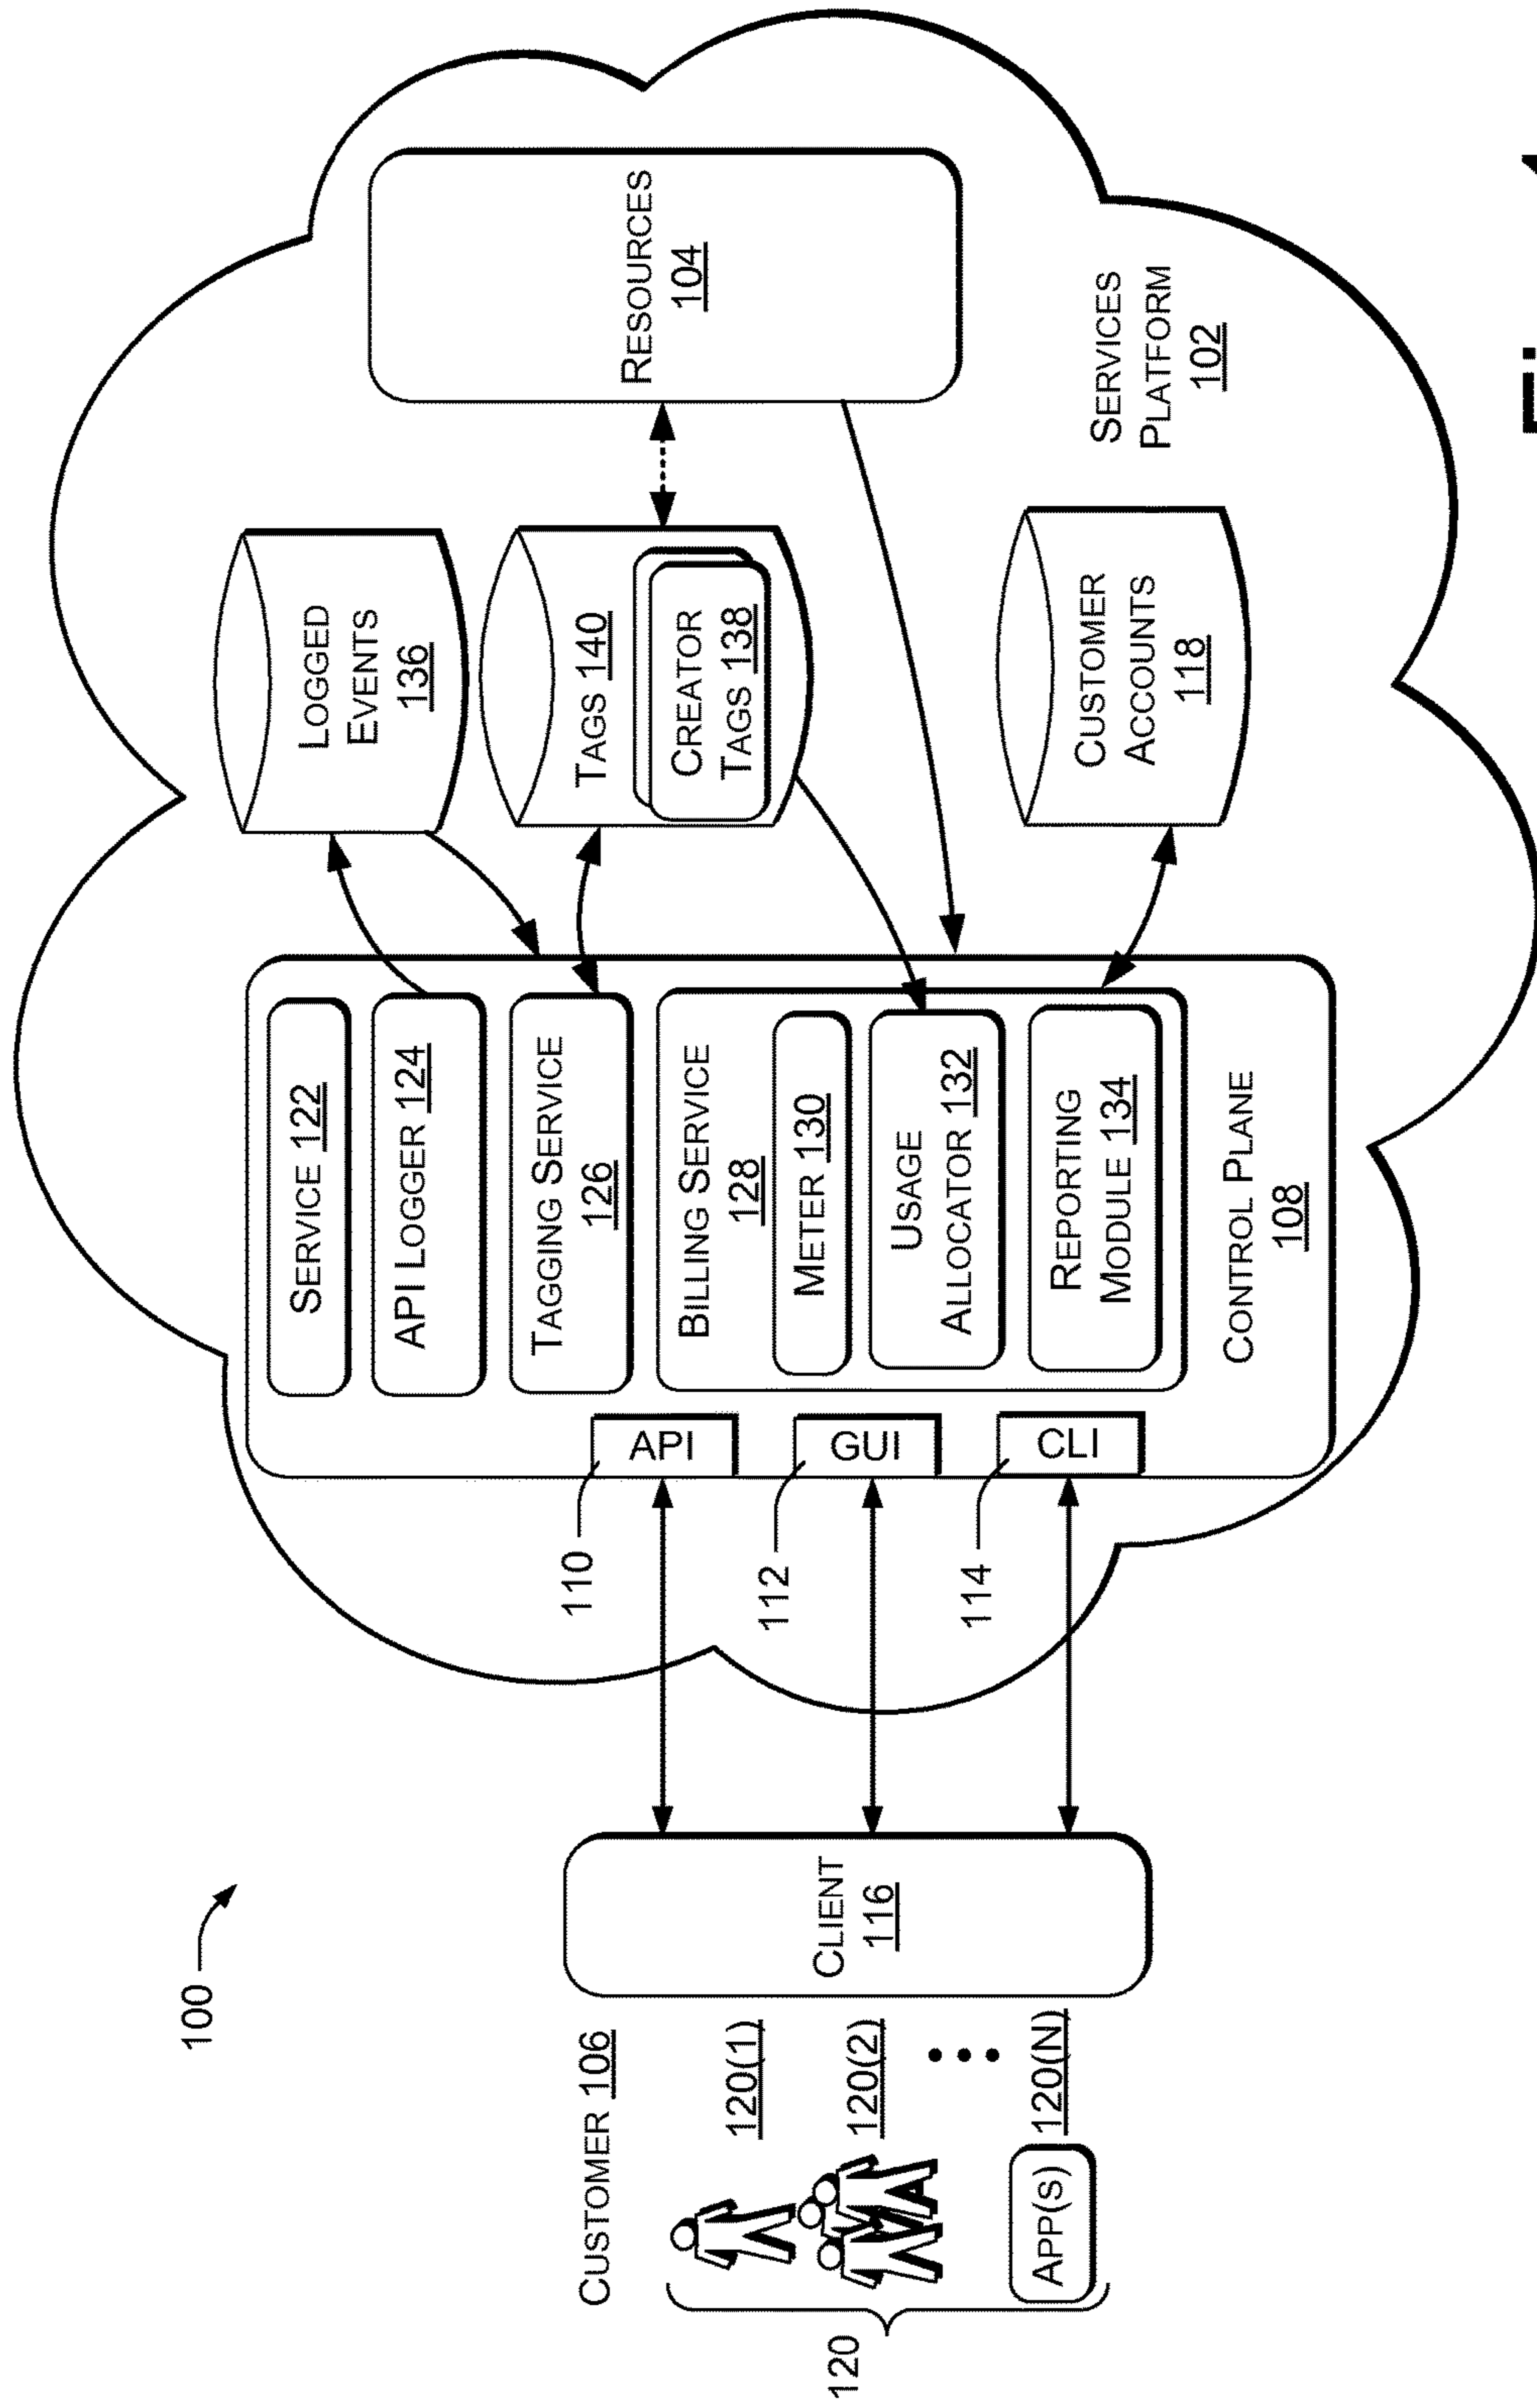 100
CUSTOMER 106
120(1)
120(2)
120(N)
APP(S)
120
CLIENT
116
110
112
114
API
GUI
CLI
SERVICE 122
API LOGGER 124
TAGGING SERVICE
126
BILLING SERVICE
128
METER 130
USAGE
ALLOCATOR 132
REPORTING
MODULE 134
CONTROL PLANE
108
LOGGED
EVENTS
136
TAGS 140
CREATOR
TAGS 138
CUSTOMER
ACCOUNTS
118
RESOURCES
104
SERVICES
PLATFORM
102